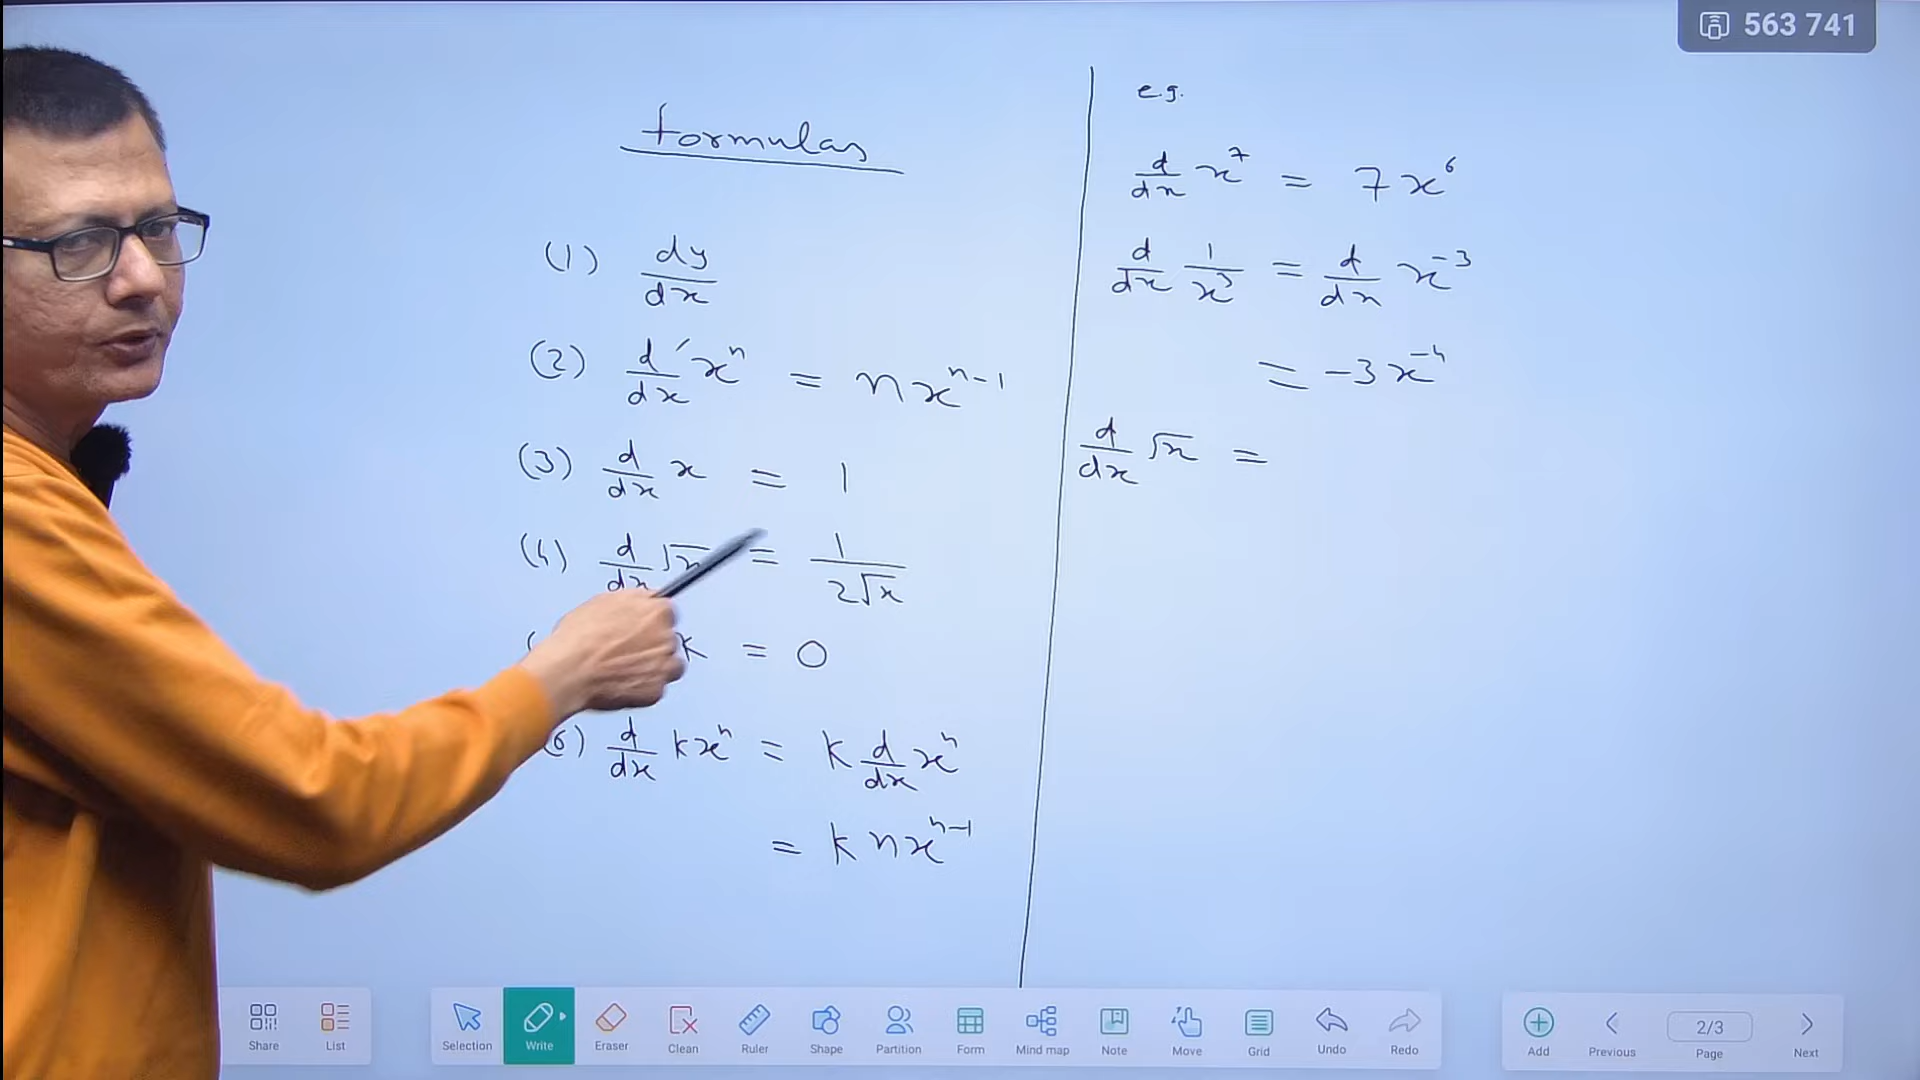 563 741
Formulas
(1) dy/dx
(2) d/dx x^n = nx^{n-1}
(3) d/dx x = 1
(4) d/dx √x = 1/(2√x)
k = 0
(6) d/dx kx^n = k d/dx x^n
= k n x^{n-1}
e.g.
d/dx x^7 = 7x^6
d/dx 1/x^3 = d/dx x^{-3}
= -3x^{-4}
d/dx √x =
Share
List
Selection
Write
Eraser
Clean
Ruler
Shape
Partition
Form
Mind map
Note
Move
Grid
Undo
Redo
Add
Previous
2/3
Page
Next